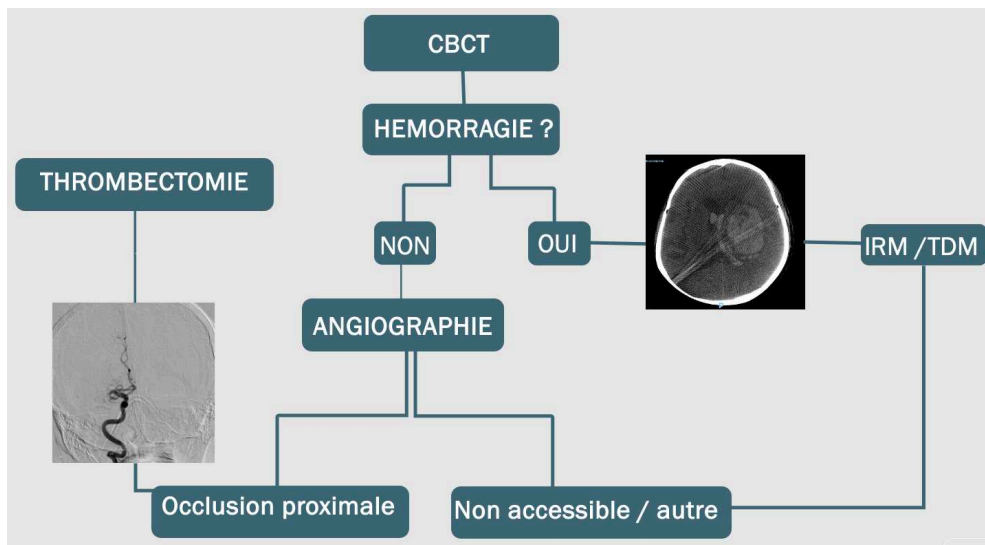 CBCT
HEMORRAGIE ?
THROMBECTOMIE
NON
OUI
IRM /TDM
ANGIOGRAPHIE
Occlusion proximale
Non accessible / autre